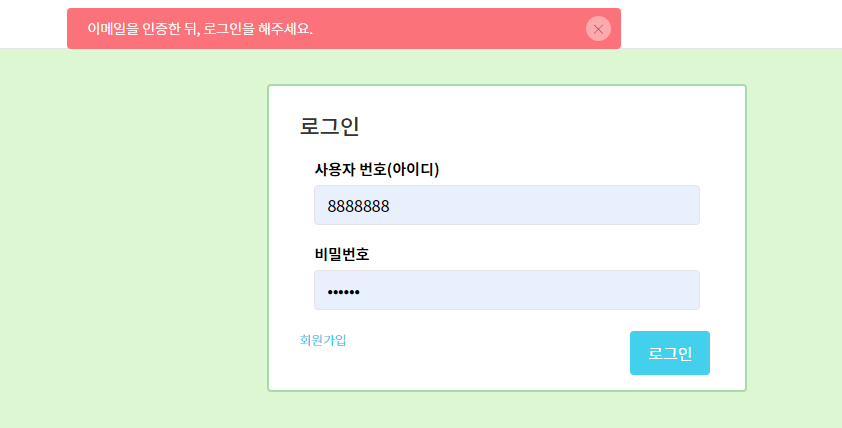 이메일을 인증한 뒤, 로그인을 해주세요.
로그인
사용자 번호(아이디)
8888888
비밀번호
••••••
회원가입
로그인